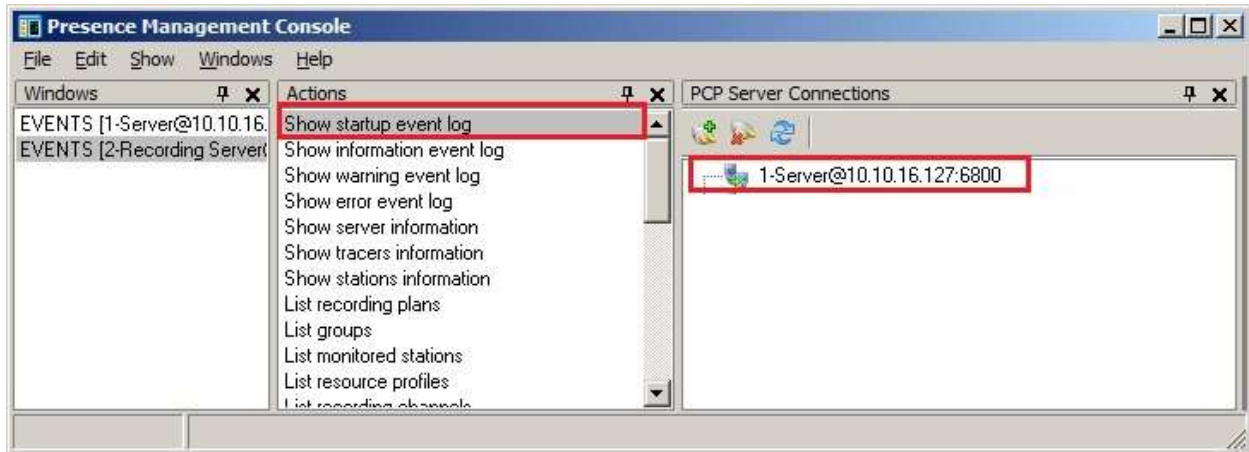 Presence Management Console
File Edit Show Windows Help
Windows
EVENTS [1-Server@10.10.16.
EVENTS [2-Recording Server(
Actions
Show startup event log
Show information event log
Show warning event log
Show error event log
Show server information
Show tracers information
Show stations information
List recording plans
List groups
List monitored stations
List resource profiles
List recording channels
PCP Server Connections
1-Server@10.10.16.127:6800